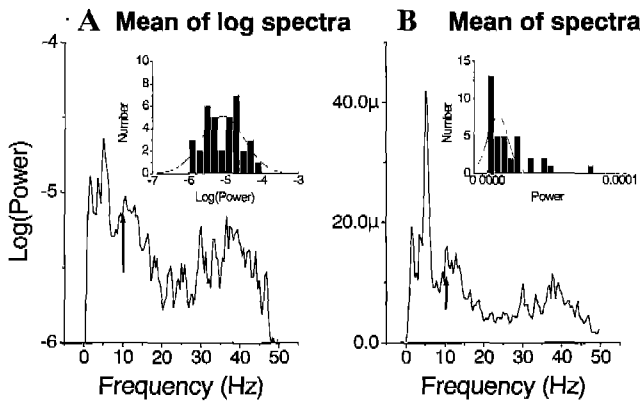 A Mean of log spectra
-4
-5
-6
Log(Power)
10
8
6
4
2
0
Number
-7 -6 -5 -4 -3
Log(Power)
0 10 20 30 40 50
Frequency (Hz)
B Mean of spectra
40.0µ
20.0µ
0.0
15
10
5
0
Number
0.0000 0.0001
Power
0 10 20 30 40 50
Frequency (Hz)